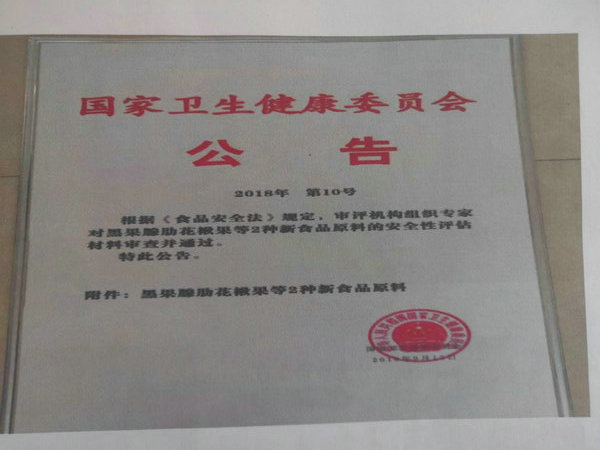 国家卫生健康委员会
公告
2018年 第10号
根据《食品安全法》规定，审评机构组织专家
对黑果腺肋花楸果等2种新食品原料的安全性评估
材料审查并通过。
特此公告。
附件：黑果腺肋花楸果等2种新食品原料